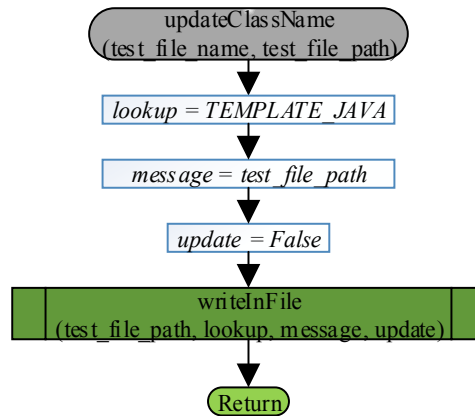 updateClassName
(test_file_name, test_file_path)
lookup = TEMPLATE_JAVA
message = test_file_path
update = False
writeInFile
(test_file_path, lookup, message, update)
Return